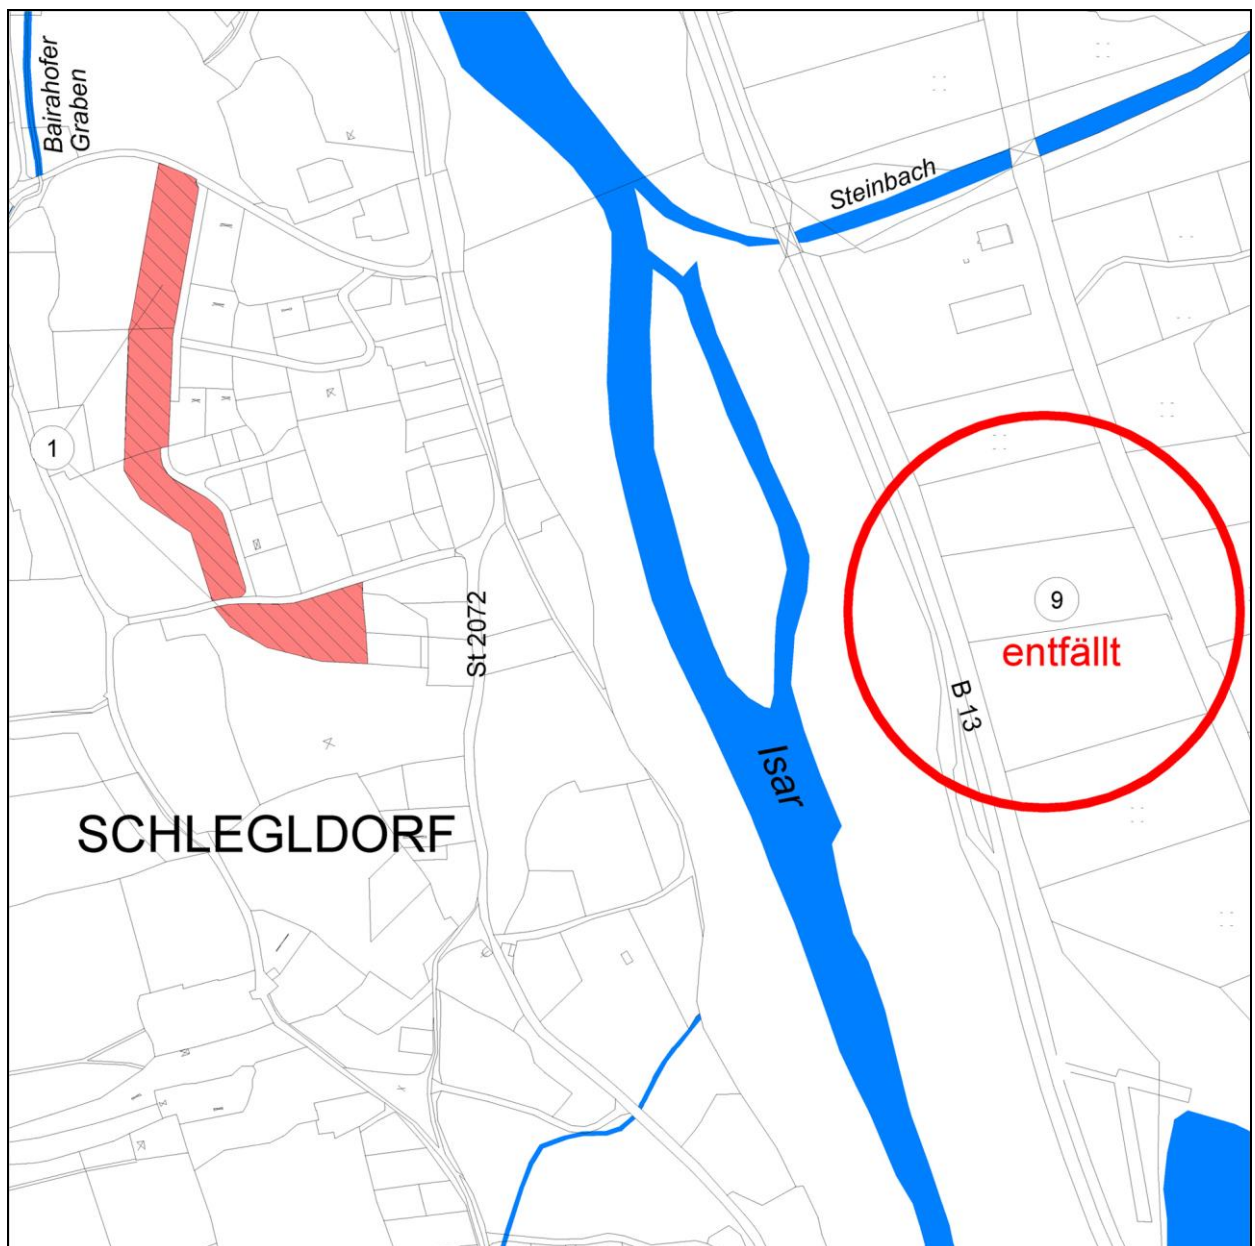 Bairahofer
Graben
Steinbach
1
9
entfällt
St 2072
B 13
Isar
SCHLEGLDORF